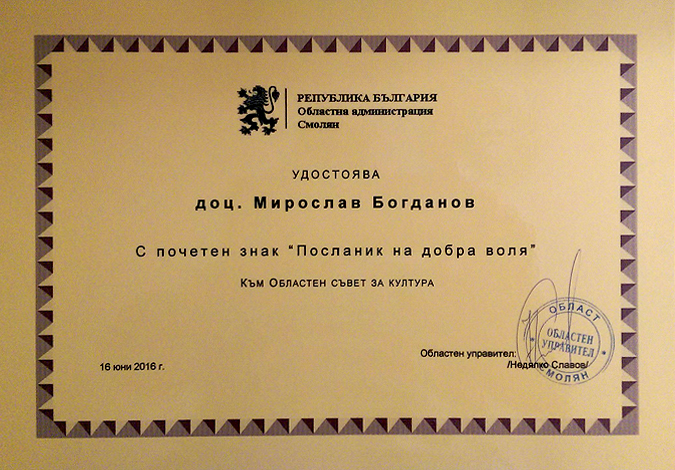 РЕПУБЛИКА БЪЛГАРИЯ
Областна администрация
Смолян
УДОСТОЯВА
доц. Мирослав Богданов
С почетен знак “Посланик на добра воля”
Към Областен съвет за култура
16 юни 2016 г.
Областен управител:
/Недялко Славов/
ОБЛАСТ
ОБЛАСТЕН
УПРАВИТЕЛ
СМОЛЯН